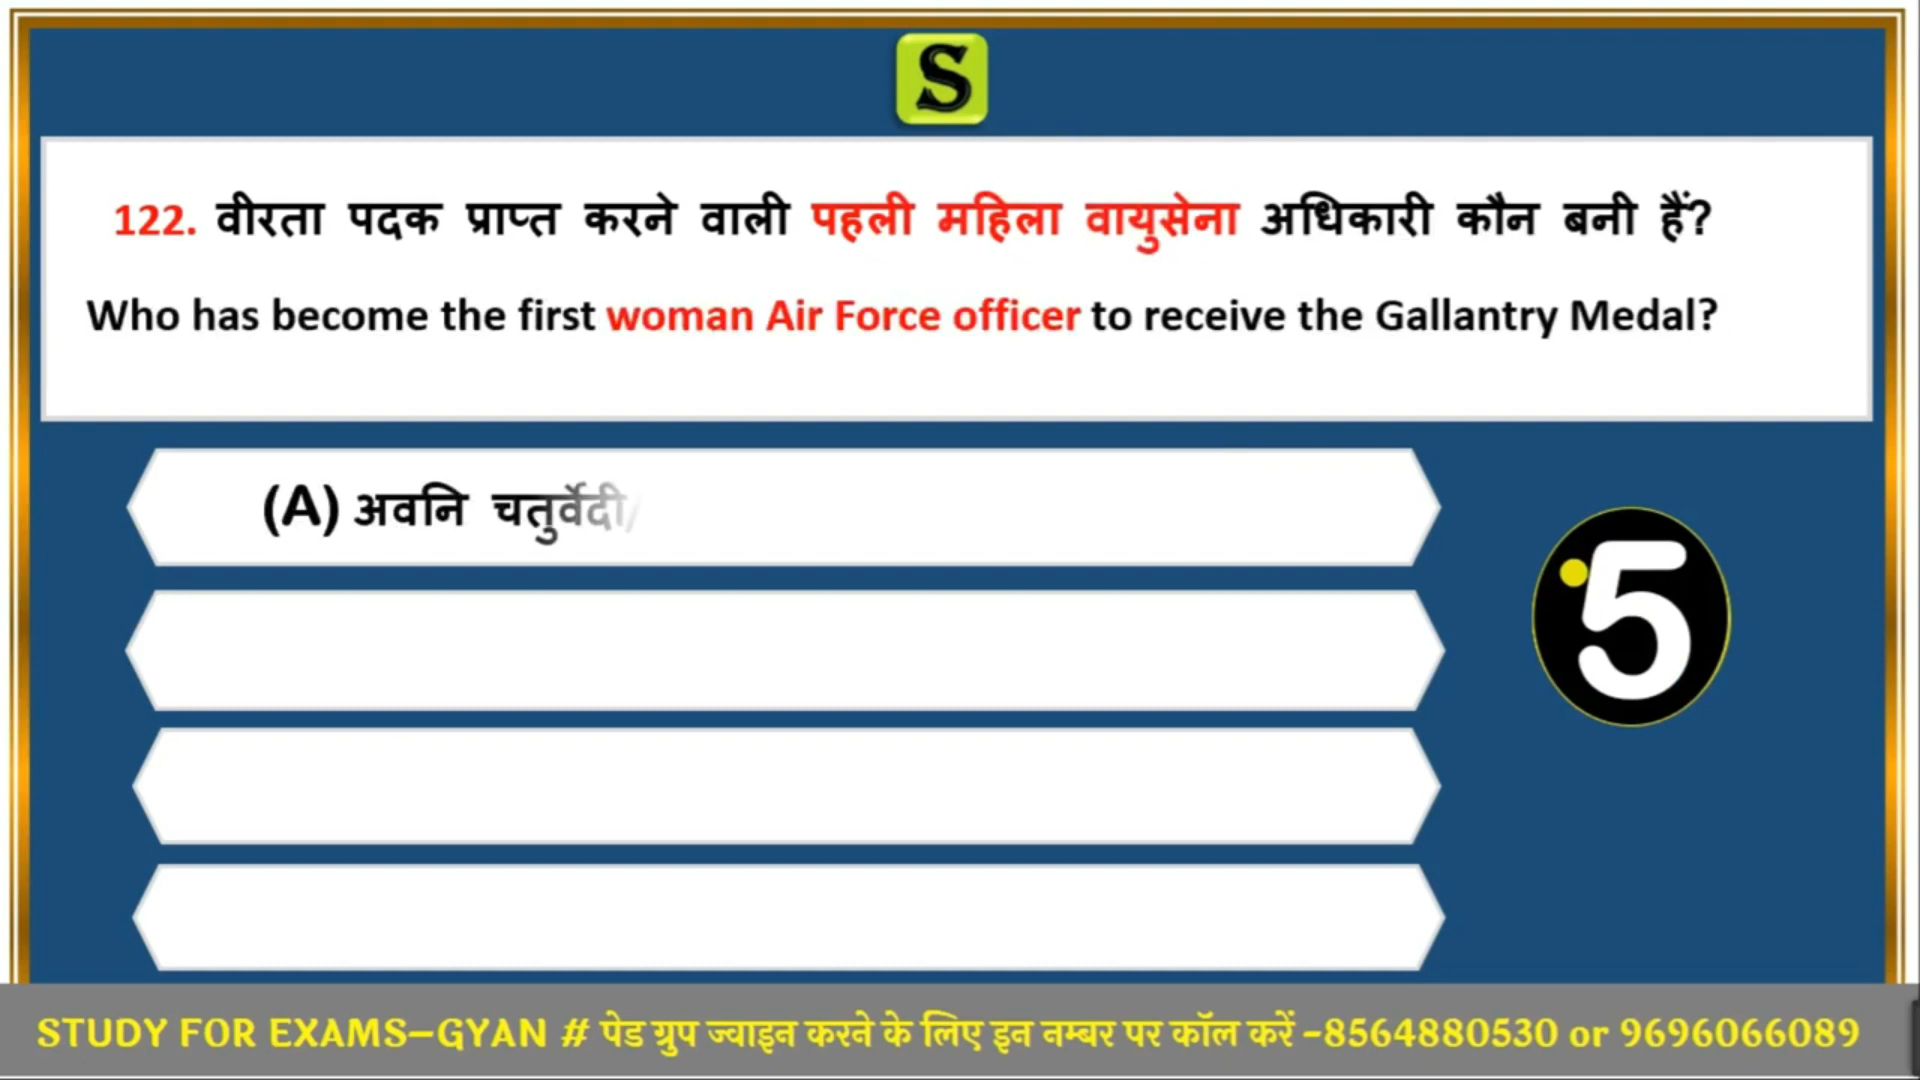 S
122. वीरता पदक प्राप्त करने वाली पहली महिला वायुसेना अधिकारी कौन बनी हैं?
Who has become the first woman Air Force officer to receive the Gallantry Medal?
(A) अवनि चतुर्वेदी/
5
STUDY FOR EXAMS–GYAN # पेड ग्रुप ज्वाइन करने के लिए इन नम्बर पर कॉल करें -8564880530 or 9696066089